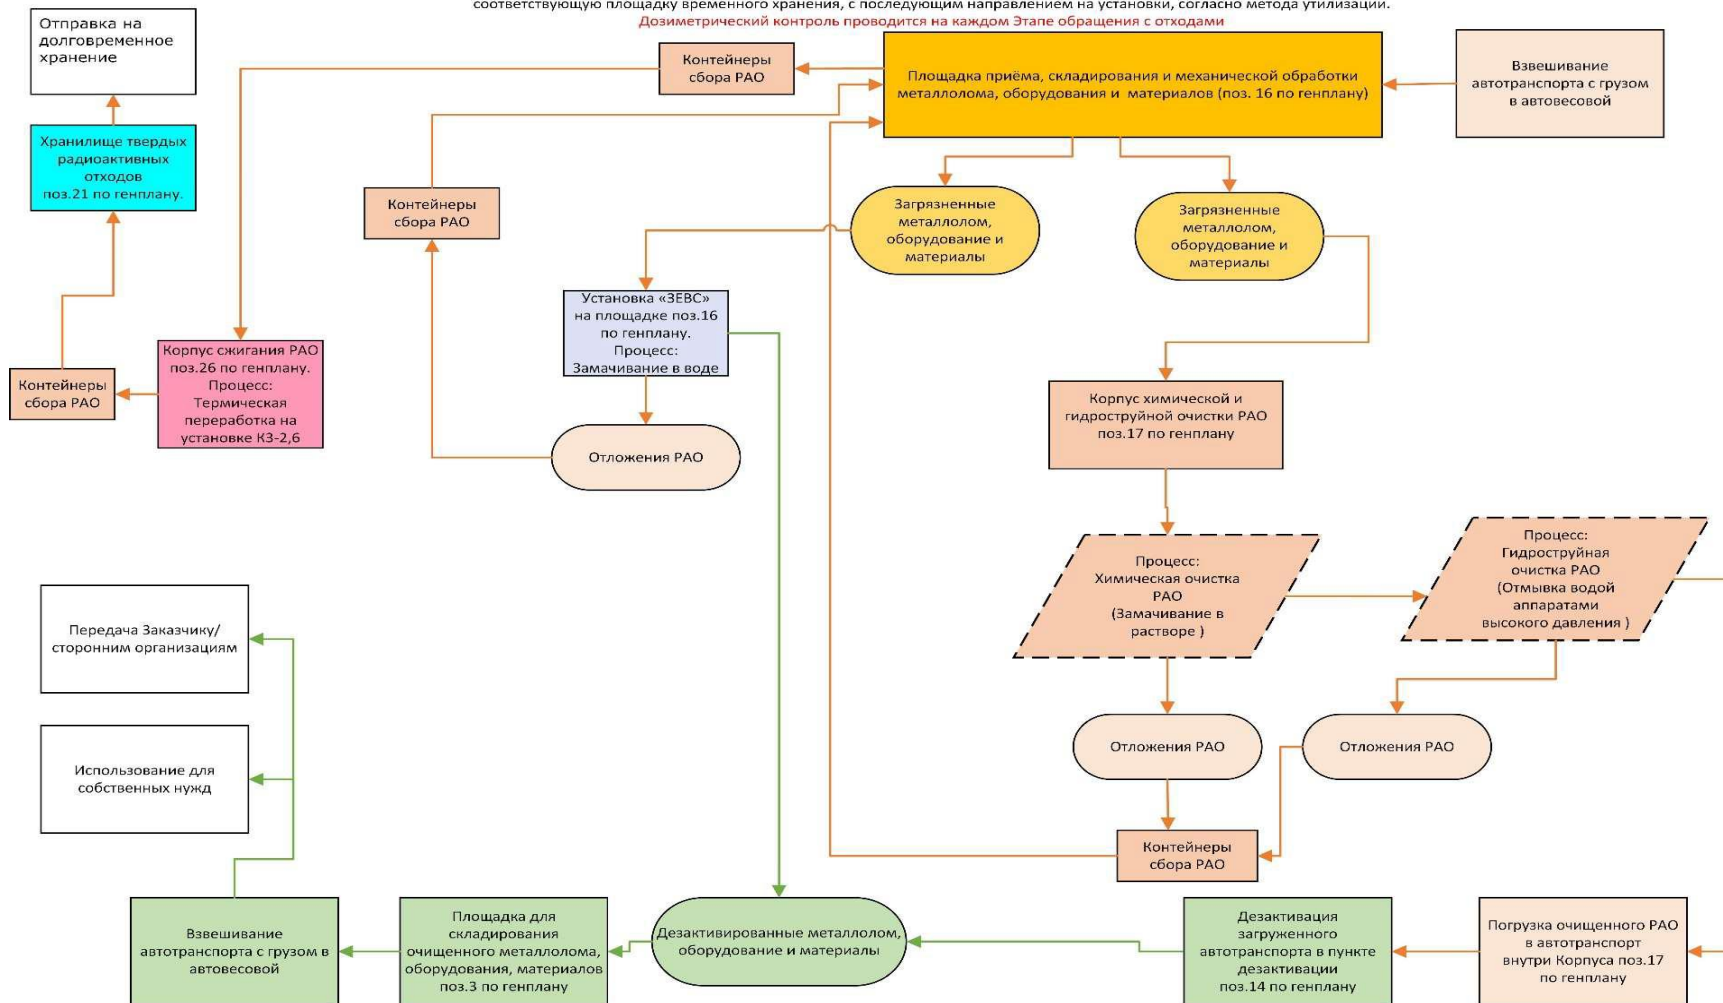 соответствующую площадку временного хранения, с последующим направлением на установки, согласно метода утилизации.
Дозиметрический контроль проводится на каждом Этапе обращения с отходами
Отправка на
долговременное
хранение
Контейнеры
сбора РАО
Площадка приёма, складирования и механической обработки
металлолома, оборудования и материалов (поз. 16 по генплану)
Взвешивание
автотранспорта с грузом
в автовесовой
Хранилище твердых
радиоактивных
отходов
поз.21 по генплану.
Контейнеры
сбора РАО
Загрязненные
металлолом,
оборудование и
материалы
Загрязненные
металлолом,
оборудование и
материалы
Установка «ЗЕВС»
на площадке поз.16
по генплану.
Процесс:
Замачивание в воде
Контейнеры
сбора РАО
Корпус сжигания РАО
поз.26 по генплану.
Процесс:
Термическая
переработка на
установке КЗ-2,6
Корпус химической и
гидроструйной очистки РАО
поз.17 по генплану
Отложения РАО
Процесс:
Химическая очистка
РАО
(Замачивание в
растворе )
Процесс:
Гидроструйная
очистка РАО
(Отмывка водой
аппаратами
высокого давления )
Передача Заказчику/
сторонним организациям
Отложения РАО
Отложения РАО
Использование для
собственных нужд
Контейнеры
сбора РАО
Взвешивание
автотранспорта с грузом в
автовесовой
Площадка для
складирования
очищенного металлолома,
оборудования, материалов
поз.3 по генплану
Дезактивированные металлолом,
оборудование и материалы
Дезактивация
загруженного
автотранспорта в пункте
дезактивации
поз.14 по генплану
Погрузка очищенного РАО
в автотранспорт
внутри Корпуса поз.17
по генплану